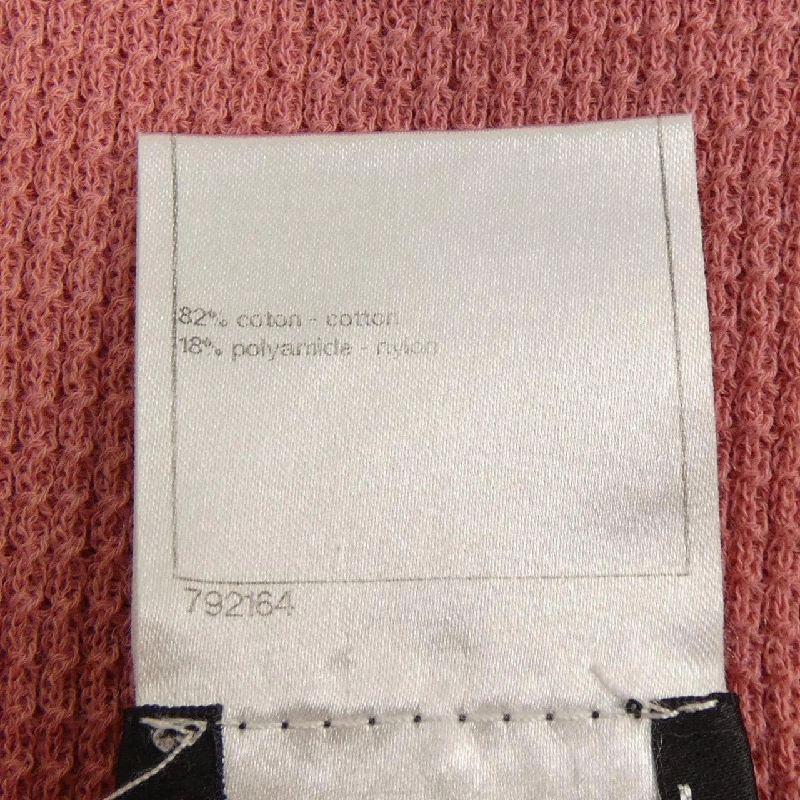 82% coton - cotton
18% polyamide - nylon
792164